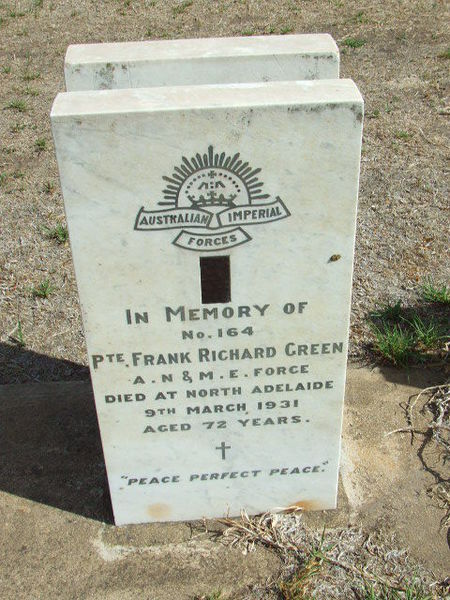 AUSTRALIAN IMPERIAL
FORCES
IN MEMORY OF
No. 164
PTE. FRANK RICHARD GREEN
A. N & M. E. FORCE
DIED AT NORTH ADELAIDE
9TH MARCH, 1931
AGED 72 YEARS.
"PEACE PERFECT PEACE."